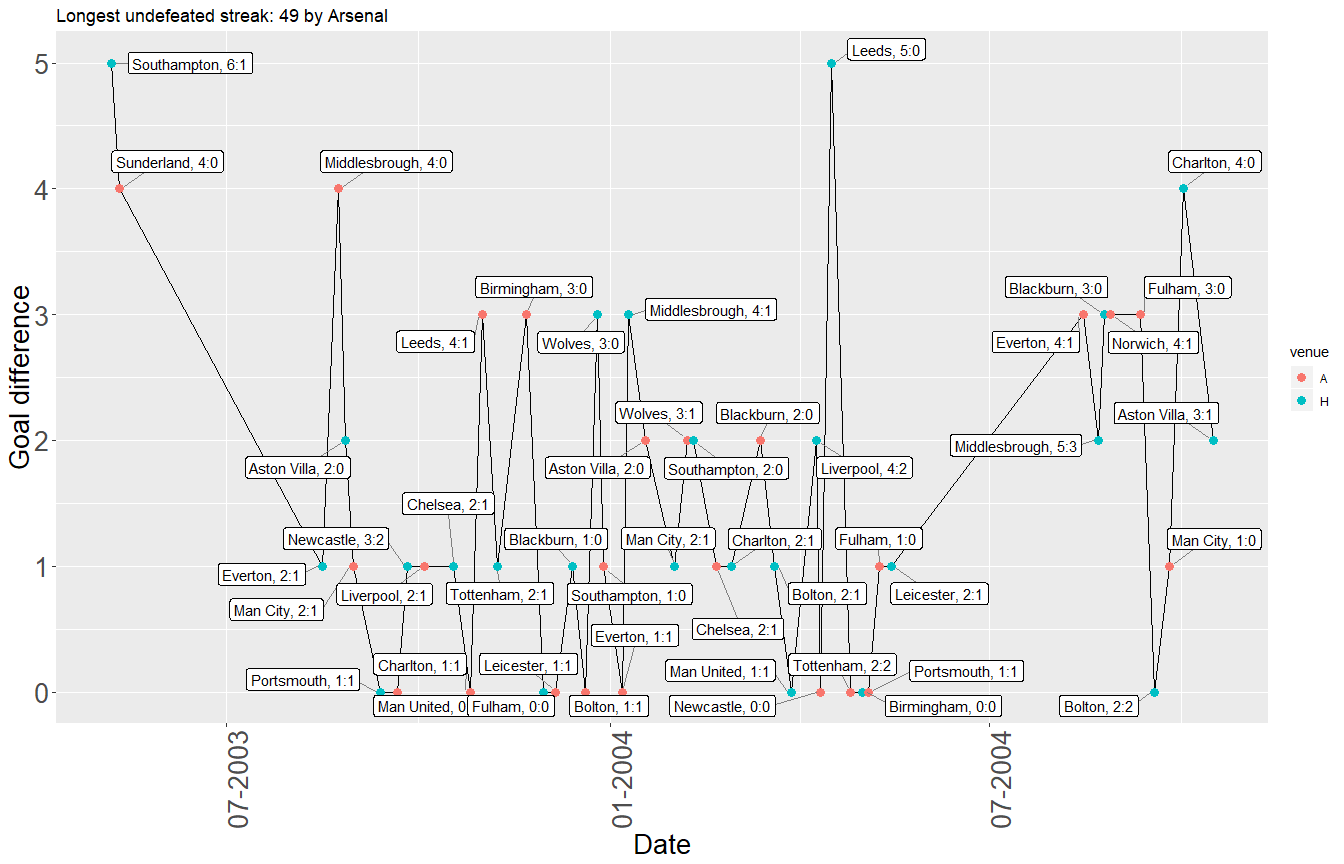 Longest undefeated streak: 49 by Arsenal
Goal difference
5
4
3
2
1
0
Southampton, 6:1
Leeds, 5:0
Sunderland, 4:0
Middlesbrough, 4:0
Charlton, 4:0
Birmingham, 3:0
Blackburn, 3:0
Fulham, 3:0
Middlesbrough, 4:1
Leeds, 4:1
Wolves, 3:0
Everton, 4:1
Norwich, 4:1
Wolves, 3:1
Blackburn, 2:0
Aston Villa, 3:1
Middlesbrough, 5:3
Aston Villa, 2:0
Aston Villa, 2:0
Southampton, 2:0
Liverpool, 4:2
Chelsea, 2:1
Newcastle, 3:2
Blackburn, 1:0
Man City, 2:1
Charlton, 2:1
Fulham, 1:0
Man City, 1:0
Everton, 2:1
Man City, 2:1
Liverpool, 2:1
Tottenham, 2:1
Southampton, 1:0
Bolton, 2:1
Leicester, 2:1
Chelsea, 2:1
Everton, 1:1
Portsmouth, 1:1
Charlton, 1:1
Leicester, 1:1
Man United, 1:1
Tottenham, 2:2
Portsmouth, 1:1
Man United, 0
Fulham, 0:0
Bolton, 1:1
Newcastle, 0:0
Birmingham, 0:0
Bolton, 2:2
07-2003
01-2004
07-2004
Date
venue
A
H